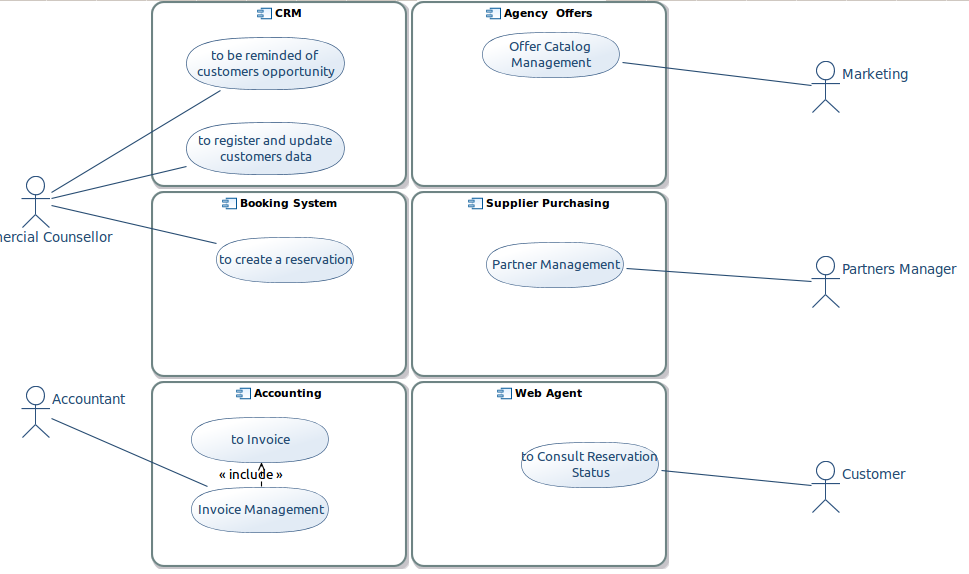 CRM
to be reminded of
customers opportunity
to register and update
customers data
Agency Offers
Offer Catalog
Management
Marketing
mercial Counsellor
Booking System
to create a reservation
Supplier Purchasing
Partner Management
Partners Manager
Accountant
Accounting
to Invoice
« include »
Invoice Management
Web Agent
to Consult Reservation
Status
Customer